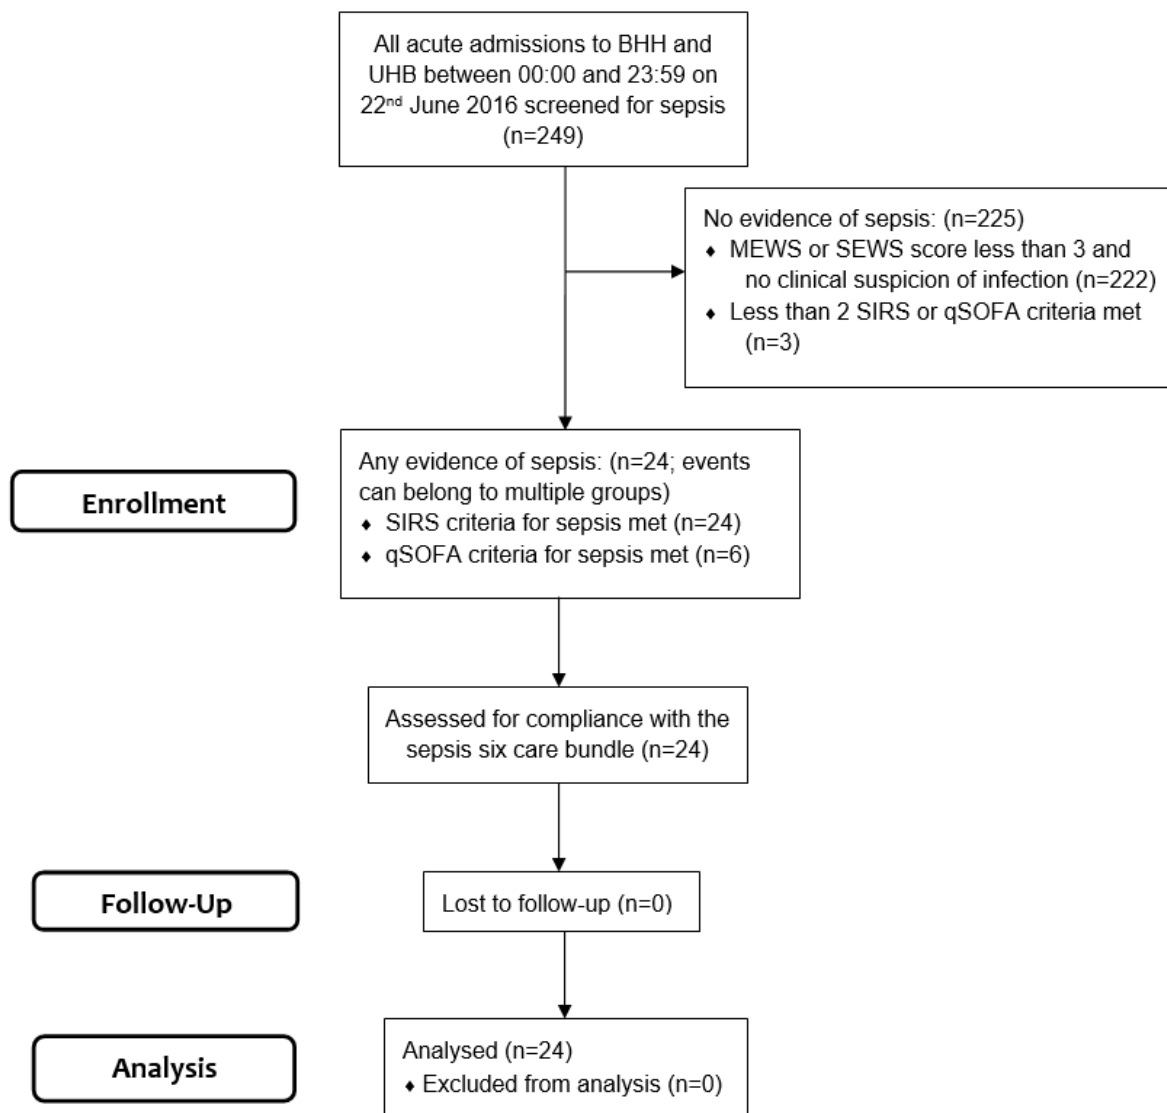 All acute admissions to BHH and
UHB between 00:00 and 23:59 on
22nd June 2016 screened for sepsis
(n=249)
No evidence of sepsis: (n=225)
♦ MEWS or SEWS score less than 3 and
no clinical suspicion of infection (n=222)
♦ Less than 2 SIRS or qSOFA criteria met
(n=3)
Enrollment
Any evidence of sepsis: (n=24; events
can belong to multiple groups)
♦ SIRS criteria for sepsis met (n=24)
♦ qSOFA criteria for sepsis met (n=6)
Assessed for compliance with the
sepsis six care bundle (n=24)
Follow-Up
Lost to follow-up (n=0)
Analysis
Analysed (n=24)
♦ Excluded from analysis (n=0)